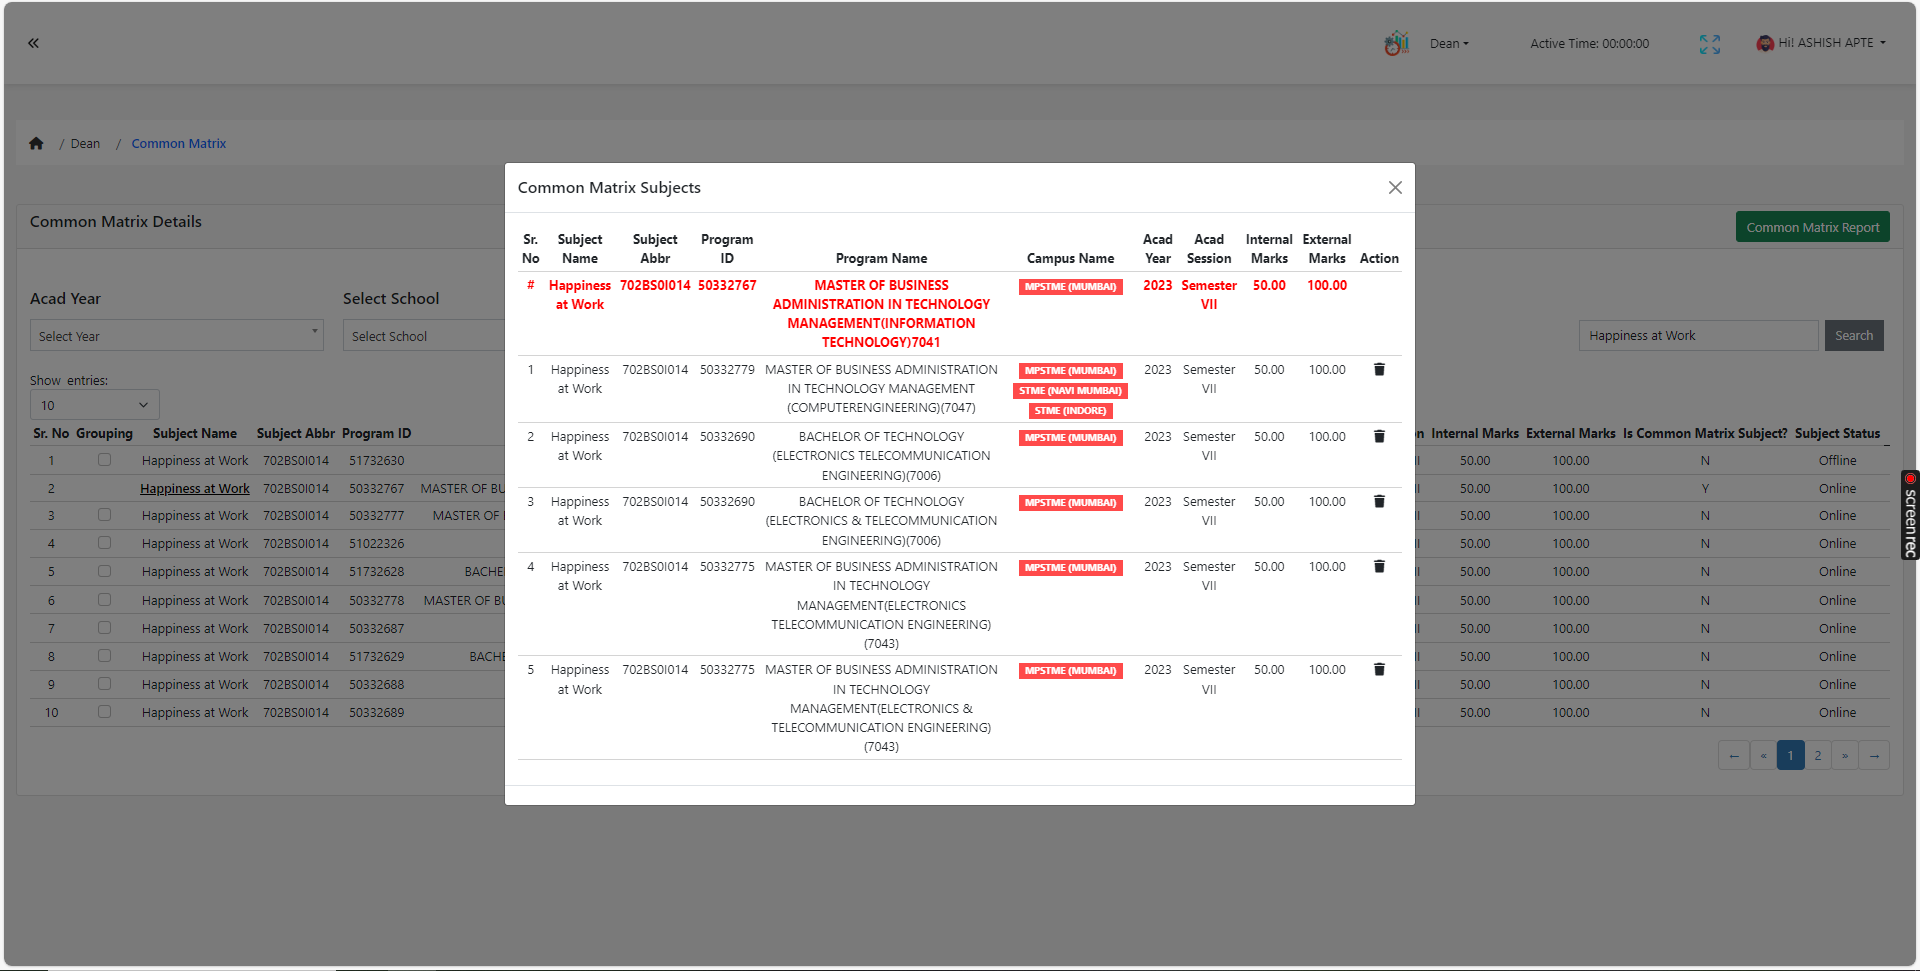 Dean
Active Time: 00:00:00
Hi! ASHISH APTE
/ Dean / Common Matrix
Common Matrix Details
Common Matrix Report
Acad Year
Select School
Select Year
Select School
Happiness at Work
Search
Show entries:
10
Sr. No Grouping Subject Name Subject Abbr Program ID Internal Marks External Marks Is Common Matrix Subject? Subject Status
1 Happiness at Work 702BS0I014 51732630 50.00 100.00 N Offline
2 Happiness at Work 702BS0I014 50332767 MASTER OF BU 50.00 100.00 Y Online
3 Happiness at Work 702BS0I014 50332777 MASTER OF 50.00 100.00 N Online
4 Happiness at Work 702BS0I014 51022326 50.00 100.00 N Online
5 Happiness at Work 702BS0I014 51732628 BACHE 50.00 100.00 N Online
6 Happiness at Work 702BS0I014 50332778 MASTER OF BU 50.00 100.00 N Online
7 Happiness at Work 702BS0I014 50332687 50.00 100.00 N Online
8 Happiness at Work 702BS0I014 51732629 BACHE 50.00 100.00 N Online
9 Happiness at Work 702BS0I014 50332688 50.00 100.00 N Online
10 Happiness at Work 702BS0I014 50332689 50.00 100.00 N Online
← « 1 2 » →
Common Matrix Subjects
Sr. Subject Subject Program Acad Acad Internal External
No Name Abbr ID Program Name Campus Name Year Session Marks Marks Action
# Happiness 702BS0I014 50332767 MASTER OF BUSINESS MPSTME (MUMBAI) 2023 Semester 50.00 100.00
at Work ADMINISTRATION IN TECHNOLOGY VII
MANAGEMENT(INFORMATION
TECHNOLOGY)7041
1 Happiness 702BS0I014 50332779 MASTER OF BUSINESS ADMINISTRATION MPSTME (MUMBAI) 2023 Semester 50.00 100.00
at Work IN TECHNOLOGY MANAGEMENT STME (NAVI MUMBAI) VII
(COMPUTERENGINEERING)(7047) STME (INDORE)
2 Happiness 702BS0I014 50332690 BACHELOR OF TECHNOLOGY MPSTME (MUMBAI) 2023 Semester 50.00 100.00
at Work (ELECTRONICS TELECOMMUNICATION VII
ENGINEERING)(7006)
3 Happiness 702BS0I014 50332690 BACHELOR OF TECHNOLOGY MPSTME (MUMBAI) 2023 Semester 50.00 100.00
at Work (ELECTRONICS & TELECOMMUNICATION VII
ENGINEERING)(7006)
4 Happiness 702BS0I014 50332775 MASTER OF BUSINESS ADMINISTRATION MPSTME (MUMBAI) 2023 Semester 50.00 100.00
at Work IN TECHNOLOGY VII
MANAGEMENT(ELECTRONICS
TELECOMMUNICATION ENGINEERING)
(7043)
5 Happiness 702BS0I014 50332775 MASTER OF BUSINESS ADMINISTRATION MPSTME (MUMBAI) 2023 Semester 50.00 100.00
at Work IN TECHNOLOGY VII
MANAGEMENT(ELECTRONICS &
TELECOMMUNICATION ENGINEERING)
(7043)
screenrec